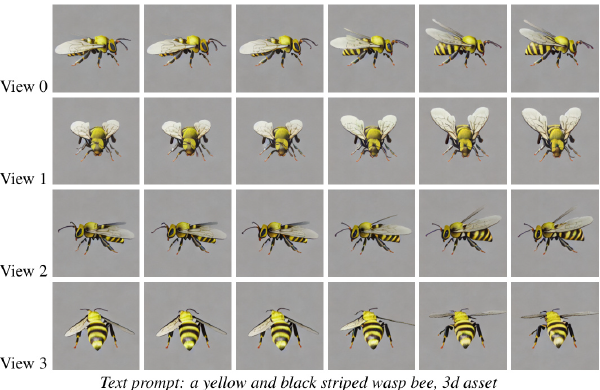 View 0
View 1
View 2
View 3
Text prompt: a yellow and black striped wasp bee, 3d asset